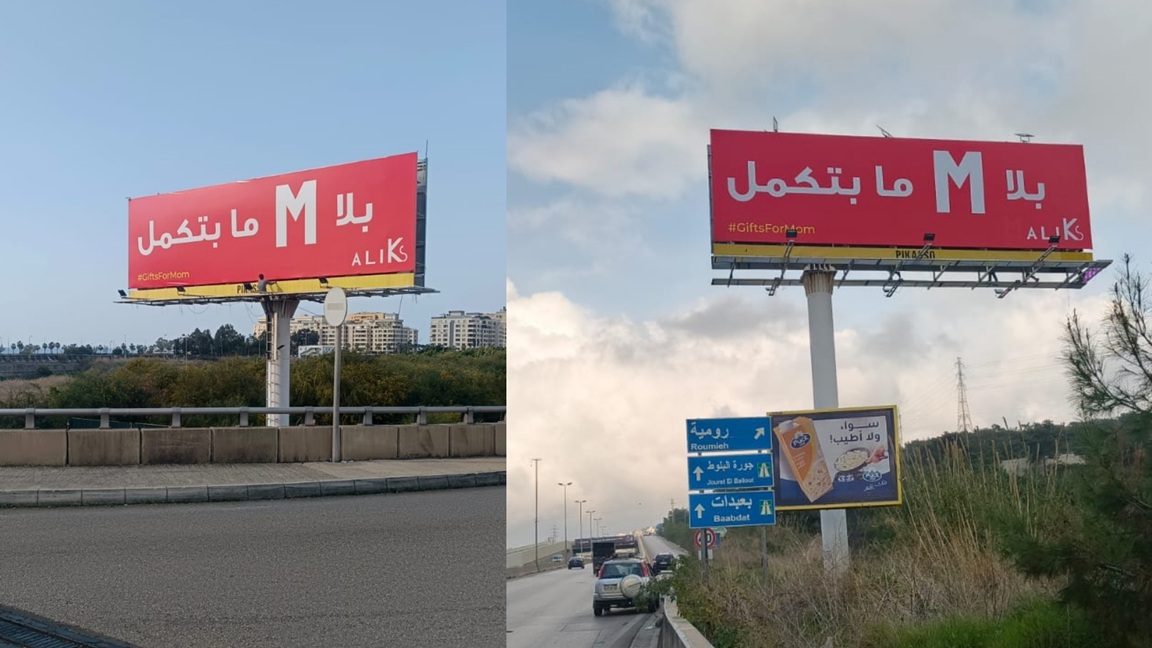 بلا M ما بتكمل
#GiftsForMom
ALIKS
بلا M ما بتكمل
#GiftsForMom
ALIKS
PIKASSO
رومية
Roumieh
جورة البلوط
Jouret El Ballout
بعبدات
Baabdat
سوا،
ولا أطيب!